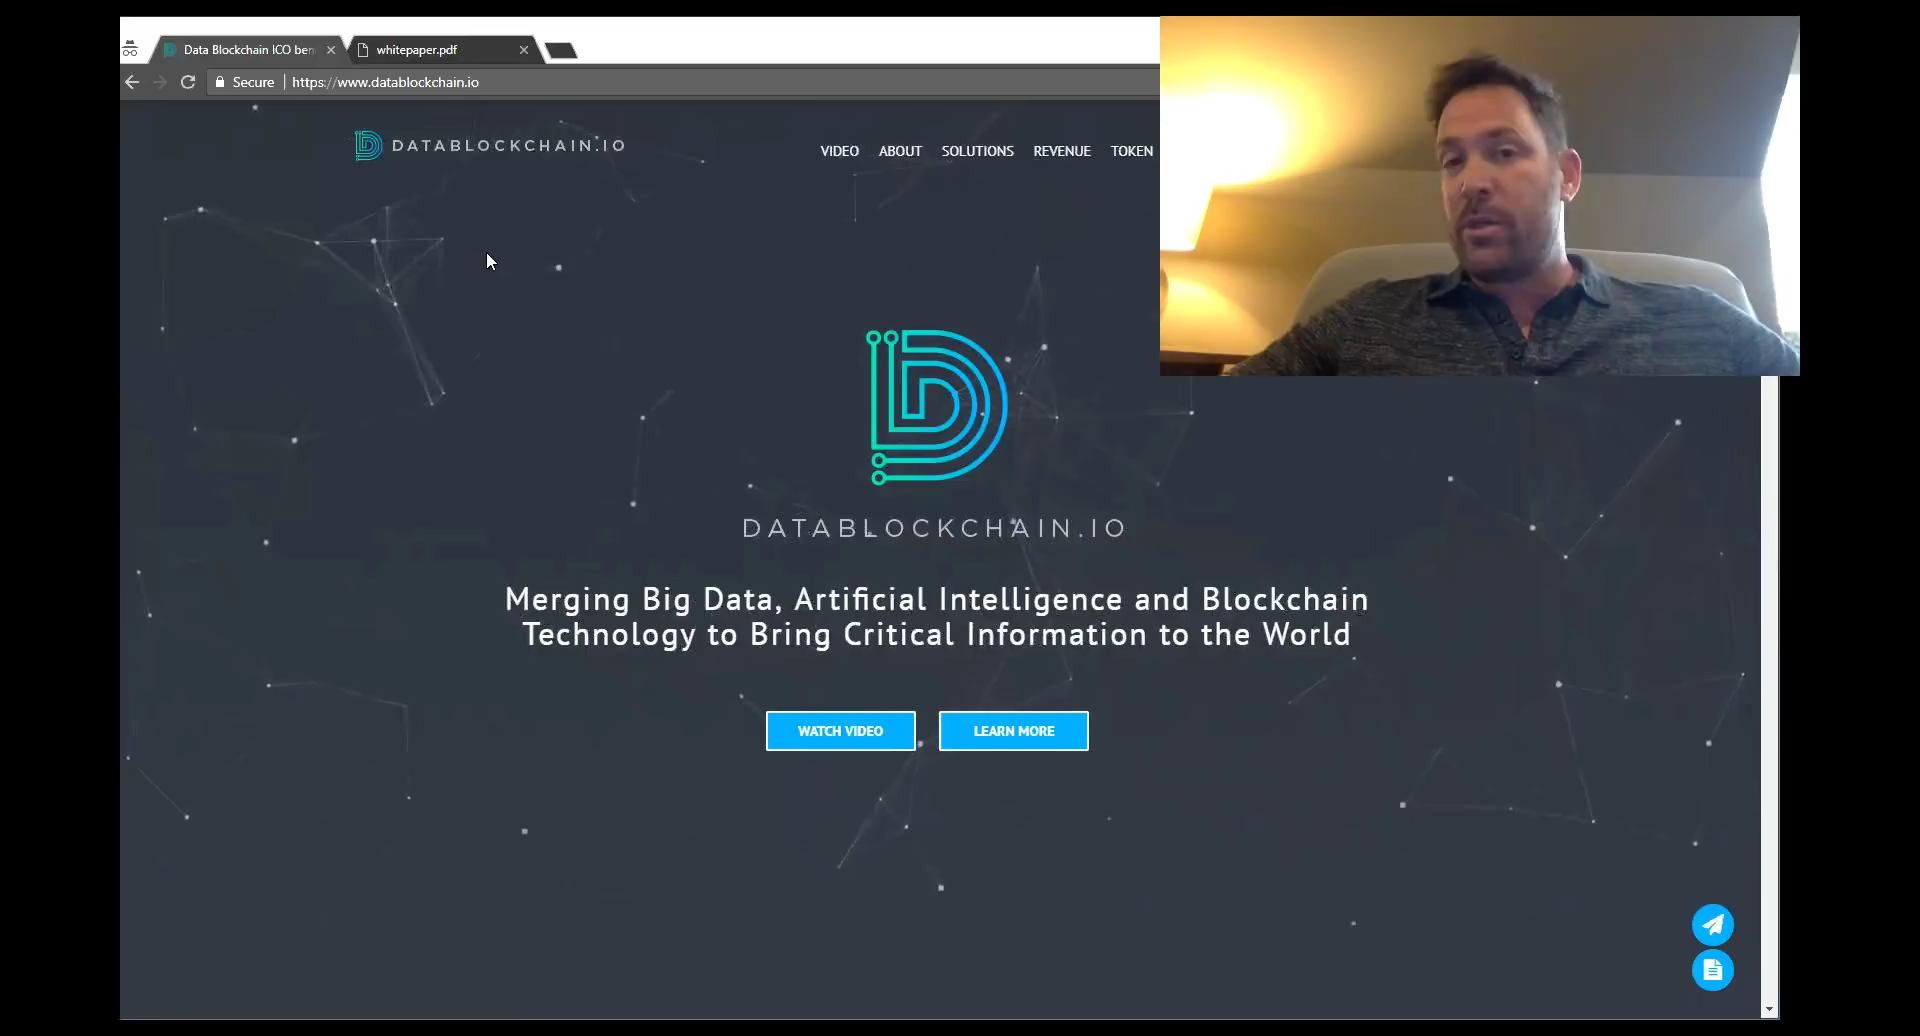 Data Blockchain ICO ben
whitepaper.pdf
Secure
https://www.datablockchain.io
DATABLOCKCHAIN.IO
VIDEO
ABOUT
SOLUTIONS
REVENUE
TOKEN
DATABLOCKCHAIN.IO
Merging Big Data, Artificial Intelligence and Blockchain
Technology to Bring Critical Information to the World
WATCH VIDEO
LEARN MORE